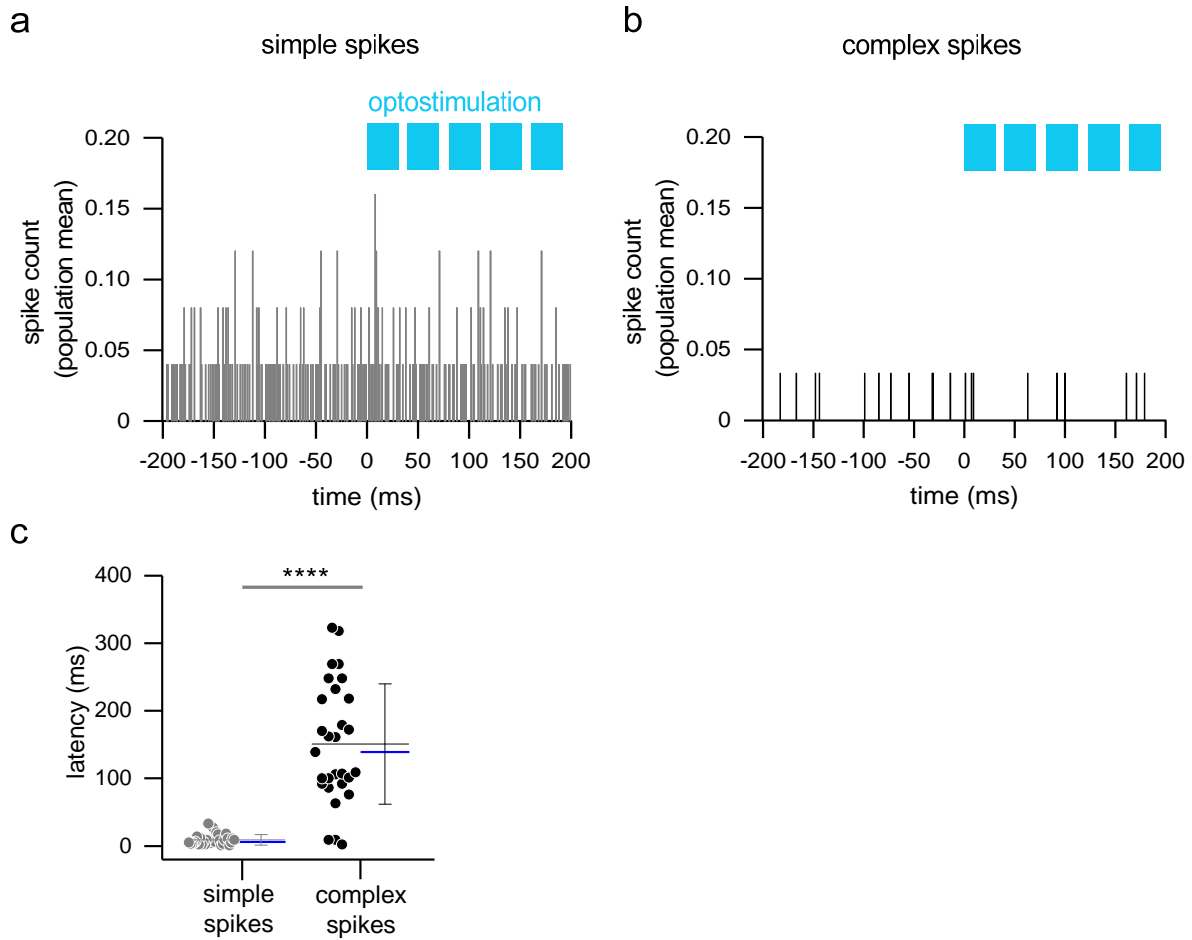 a
simple spikes
optostimulation
spike count
(population mean)
0.20
0.15
0.10
0.05
0
-200 -150 -100 -50 0 50 100 150 200
time (ms)
b
complex spikes
spike count
(population mean)
0.20
0.15
0.10
0.05
0
-200 -150 -100 -50 0 50 100 150 200
time (ms)
c
latency (ms)
400
300
200
100
0
****
simple
spikes
complex
spikes